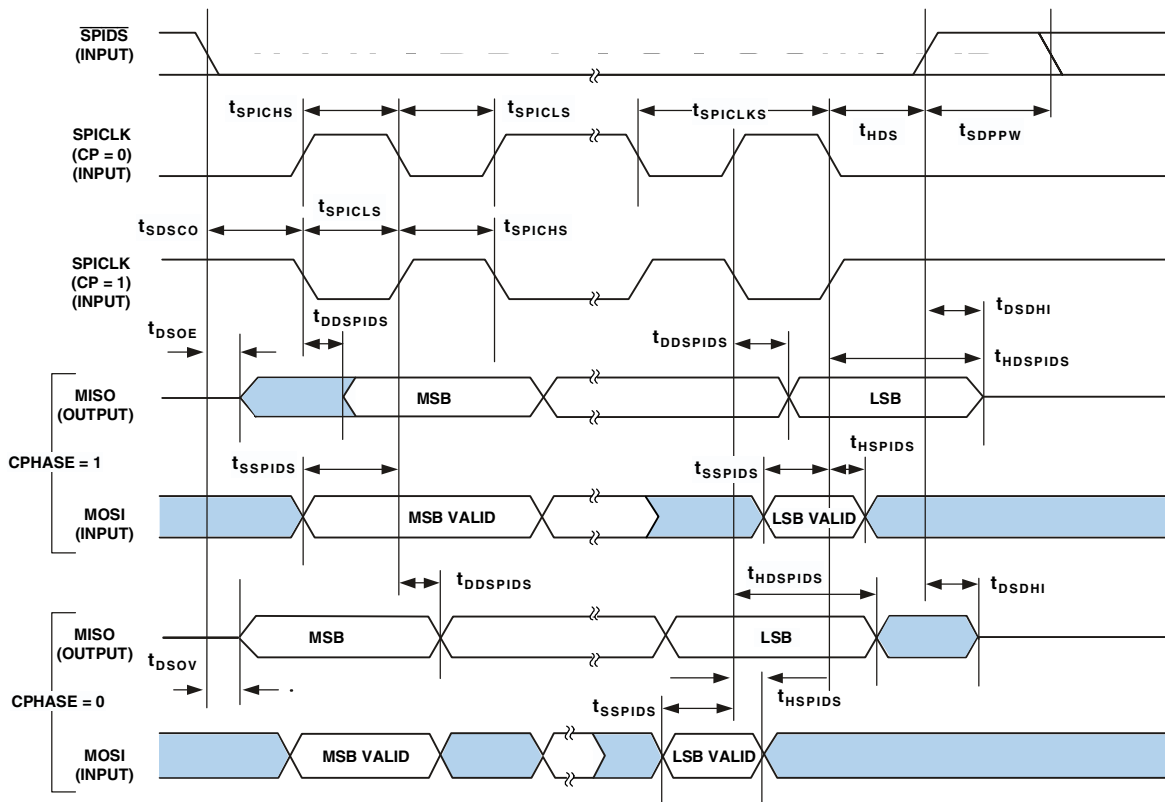 SPIDS
(INPUT)
tSPICHS
tSPICLS
tSPICLKS
tHDS
tSDPPW
SPICLK
(CP = 0)
(INPUT)
tSDSCO
tSPICLS
tSPICHS
SPICLK
(CP = 1)
(INPUT)
tDSOE
tDDSPIDS
tDDSPIDS
tDSDHI
tHDSPIDS
MISO
(OUTPUT)
MSB
LSB
CPHASE = 1
tSSPIDS
tSSPIDS
tHSPIDS
MOSI
(INPUT)
MSB VALID
LSB VALID
tDDSPIDS
tHDSPIDS
tDSDHI
MISO
(OUTPUT)
MSB
LSB
tDSOV
CPHASE = 0
tSSPIDS
tHSPIDS
MOSI
(INPUT)
MSB VALID
LSB VALID